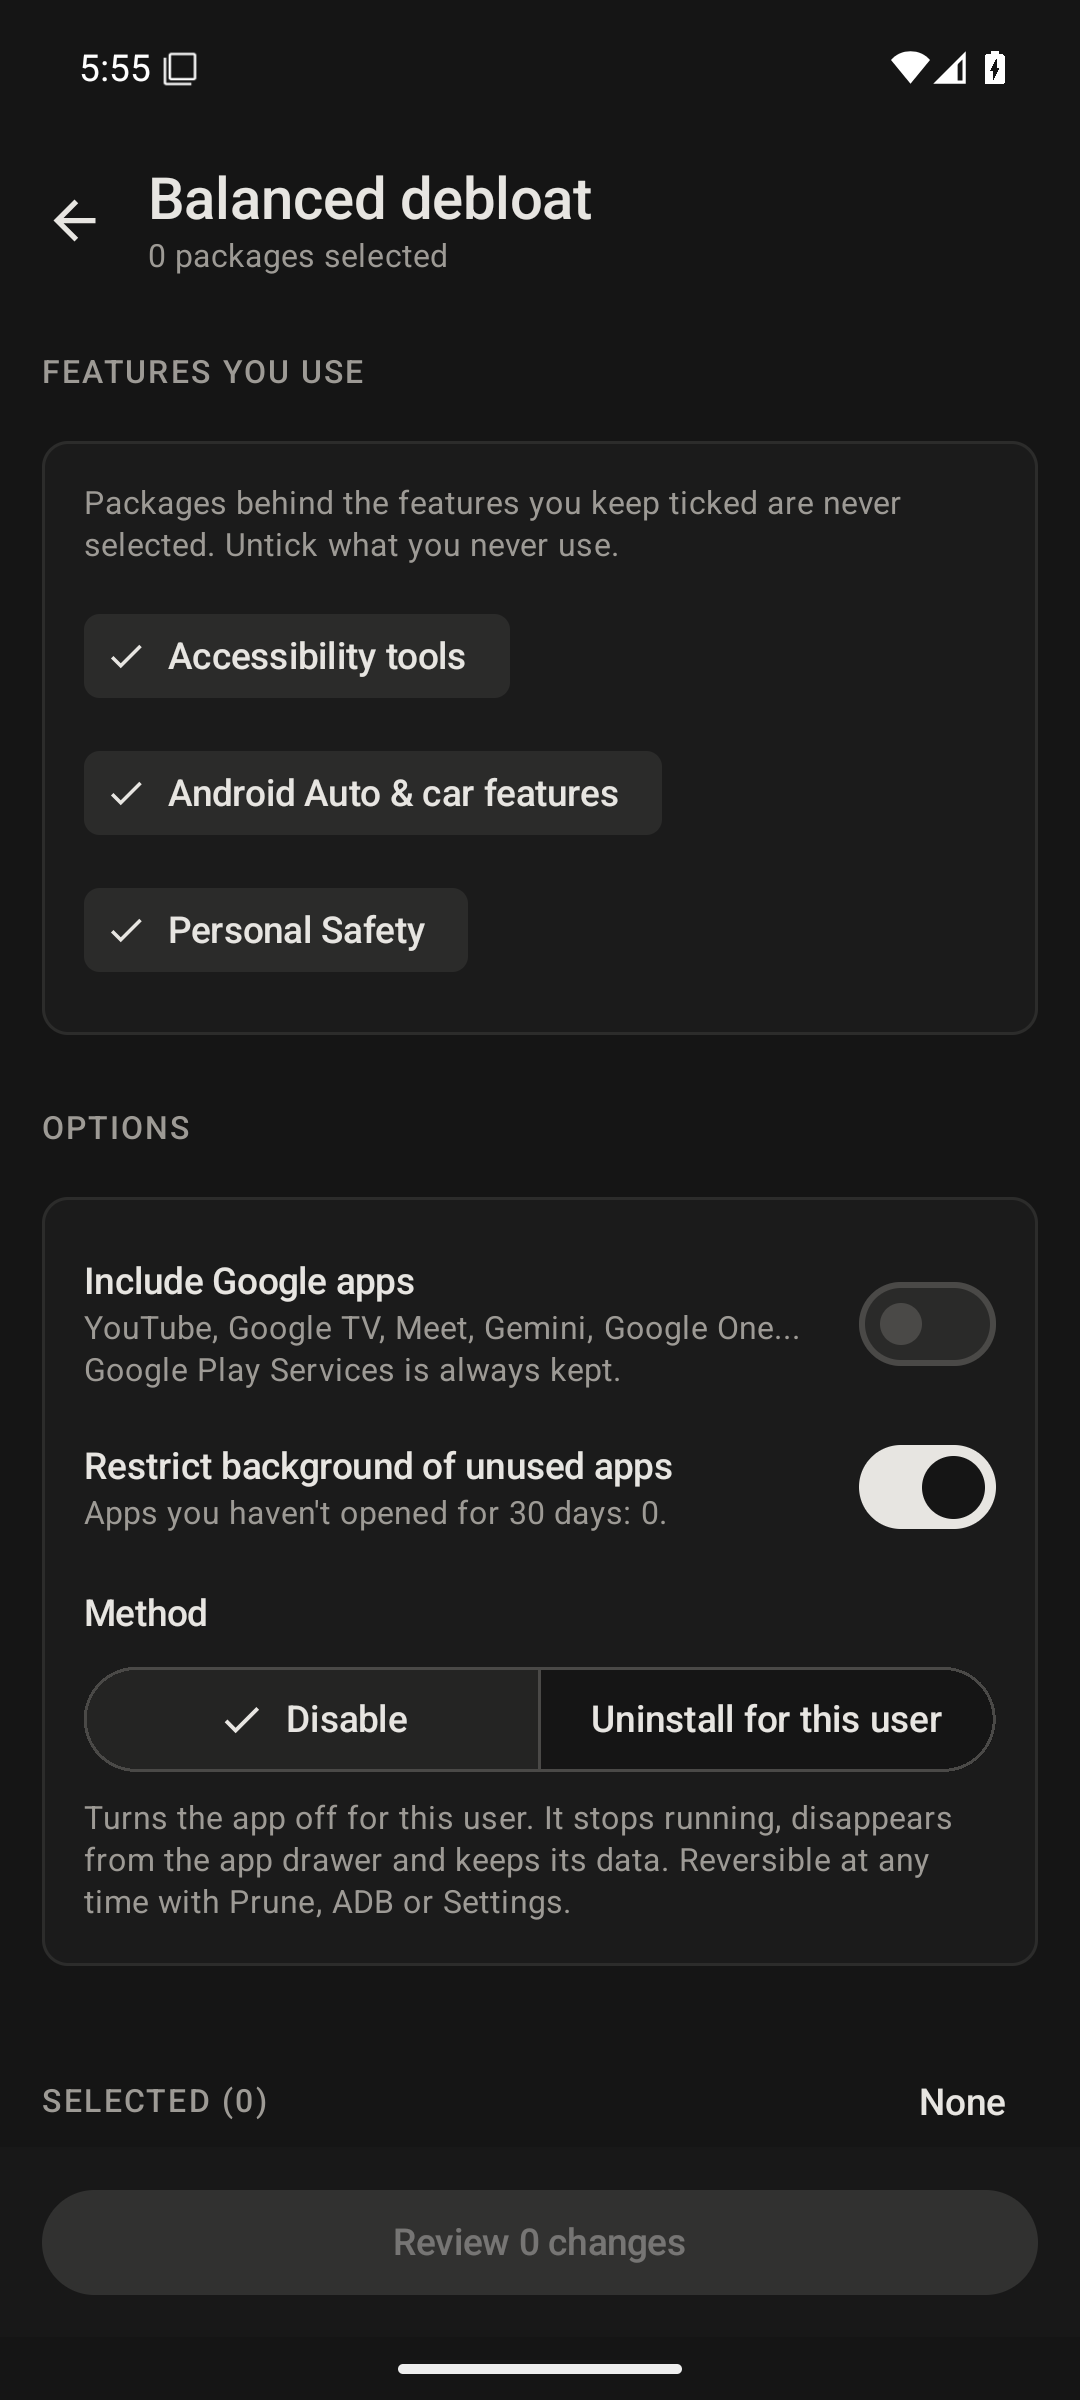 5:55
Balanced debloat
0 packages selected
FEATURES YOU USE
Packages behind the features you keep ticked are never
selected. Untick what you never use.
Accessibility tools
Android Auto & car features
Personal Safety
OPTIONS
Include Google apps
YouTube, Google TV, Meet, Gemini, Google One...
Google Play Services is always kept.
Restrict background of unused apps
Apps you haven't opened for 30 days: 0.
Method
Disable
Uninstall for this user
Turns the app off for this user. It stops running, disappears
from the app drawer and keeps its data. Reversible at any
time with Prune, ADB or Settings.
SELECTED (0)
None
Review 0 changes